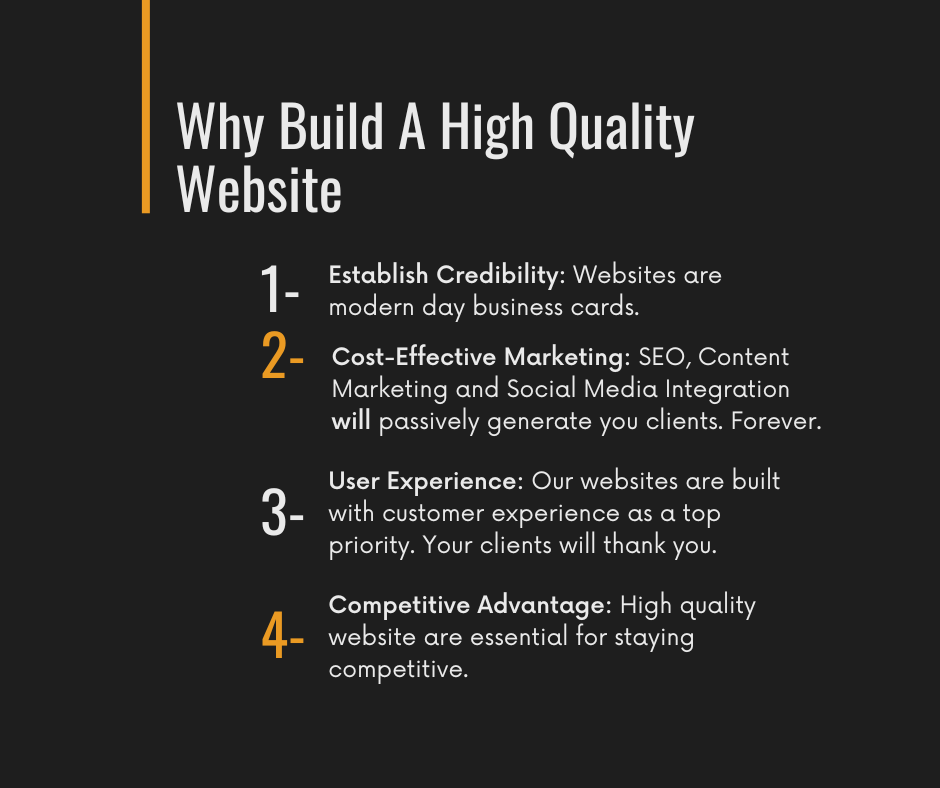 Why Build A High Quality
Website
1- Establish Credibility: Websites are
modern day business cards.
2- Cost-Effective Marketing: SEO, Content
Marketing and Social Media Integration
will passively generate you clients. Forever.
User Experience: Our websites are built
3- with customer experience as a top
priority. Your clients will thank you.
Competitive Advantage: High quality
4- website are essential for staying
competitive.